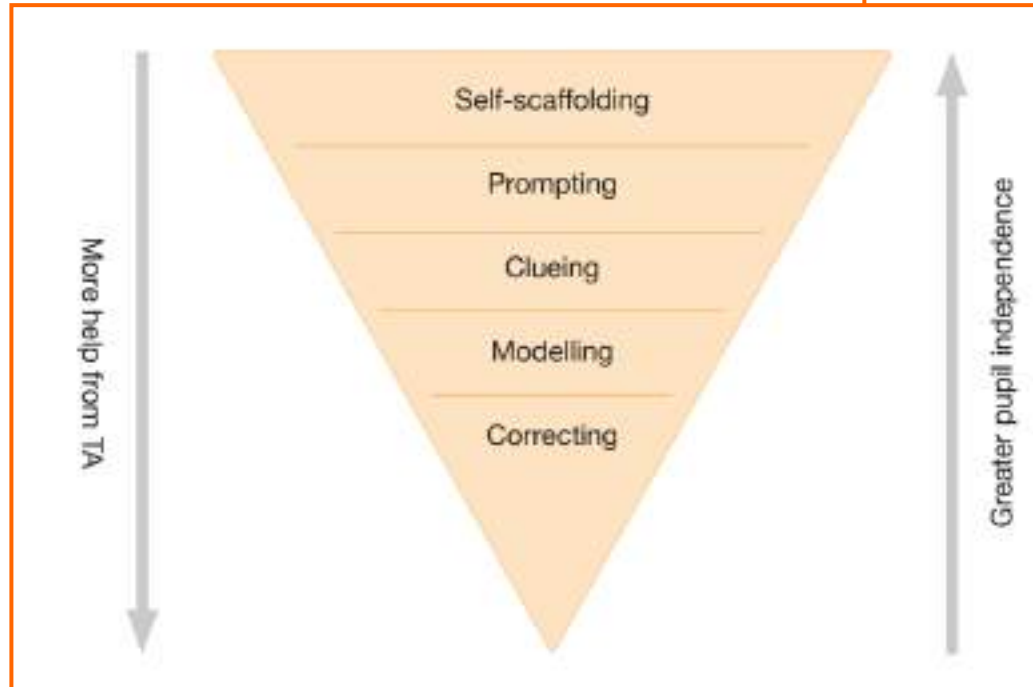 Self-scaffolding
Prompting
Clueing
Modelling
Correcting
More help from TA
Greater pupil independence